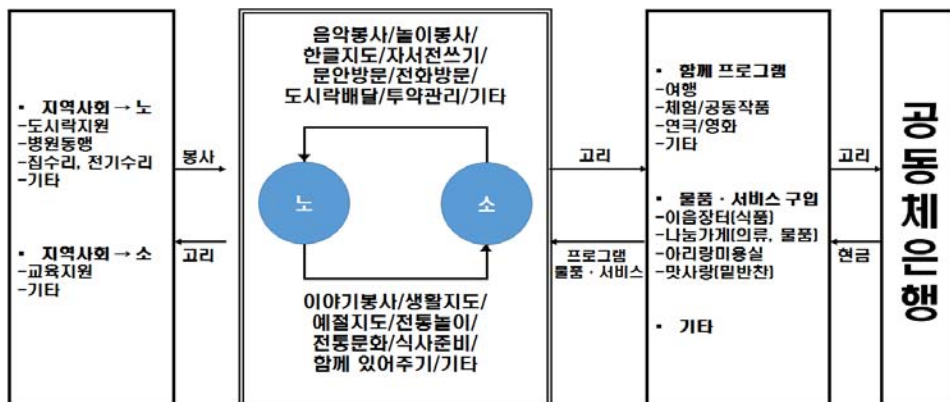 ▪ 지역사회 → 노
-도시락지원
-병원동행
-집수리, 전기수리
-기타
▪ 지역사회 → 소
-교육지원
-기타
봉사
고리
음악봉사/놀이봉사/
한글지도/자서전쓰기/
문안방문/전화방문/
도시락배달/투약관리/기타
노
소
이야기봉사/생활지도/
예절지도/전통놀이/
전통문화/식사준비/
함께 있어주기/기타
고리
프로그램
물품 · 서비스
▪ 함께 프로그램
-여행
-체험/공동작품
-연극/영화
-기타
▪ 물품 · 서비스 구입
-이음장터(식품)
-나눔가게(의류, 물품)
-아리랑미용실
-맛사랑(밑반찬)
▪ 기타
고리
현금
공동체은행